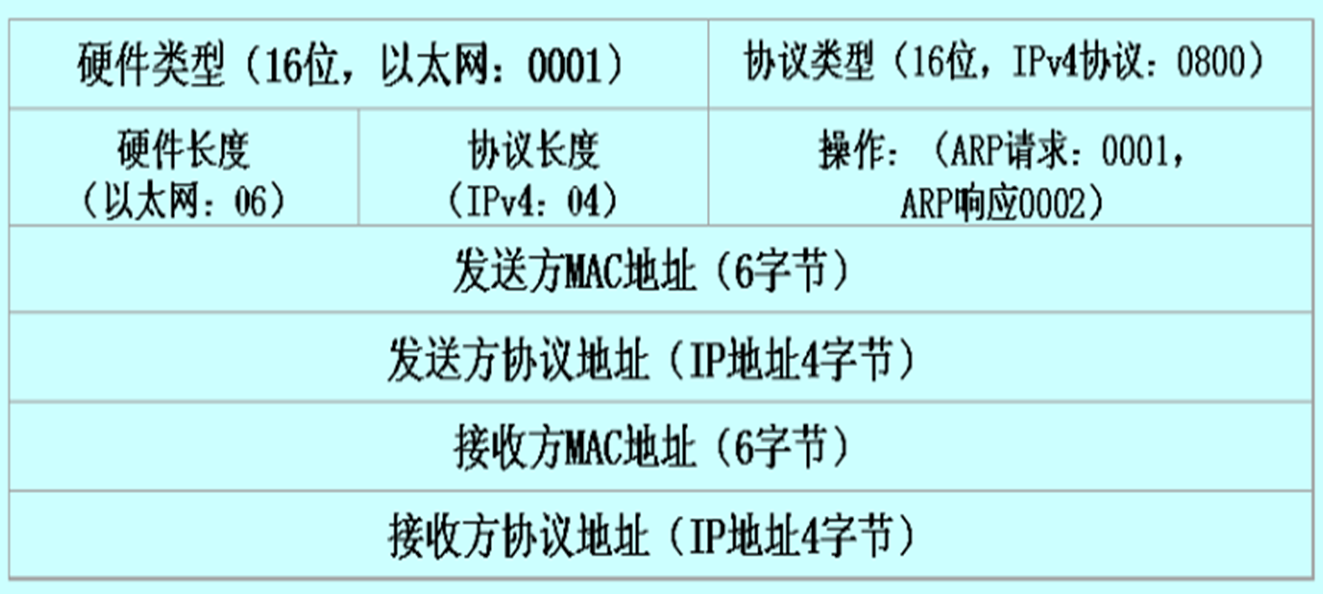 硬件类型（16位，以太网：0001）
协议类型（16位，IPv4协议：0800）
硬件长度
（以太网：06）
协议长度
（IPv4：04）
操作：（ARP请求：0001，
ARP响应0002）
发送方MAC地址（6字节）
发送方协议地址（IP地址4字节）
接收方MAC地址（6字节）
接收方协议地址（IP地址4字节）